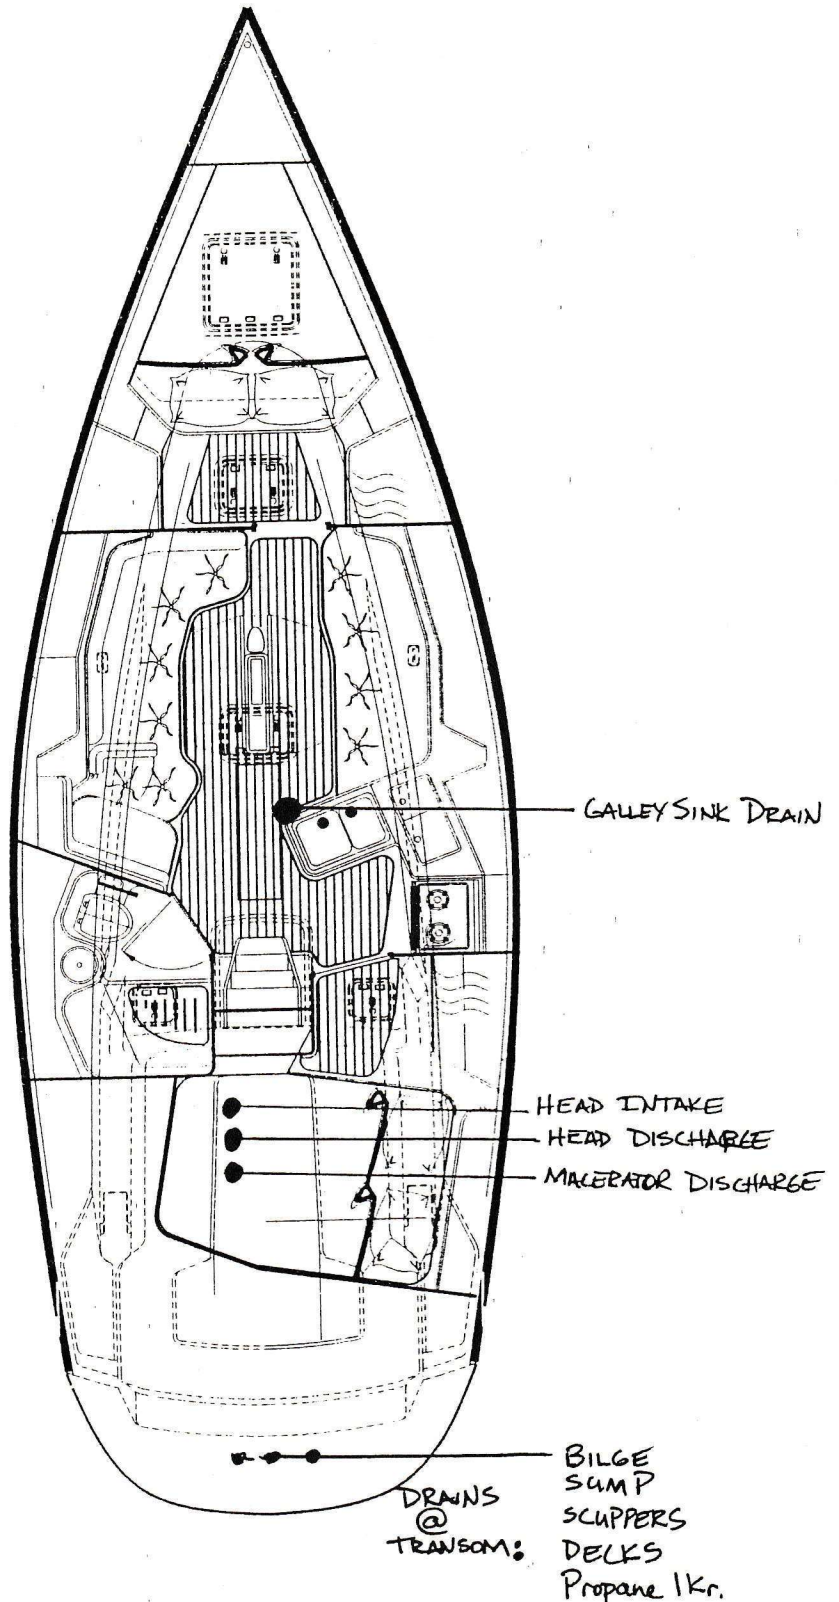 GALLEY SINK DRAIN
HEAD INTAKE
HEAD DISCHARGE
MACERATOR DISCHARGE
DRAINS
@
TRANSOM:
BILGE
SUMP
SCUPPERS
DECKS
Propane lkr.